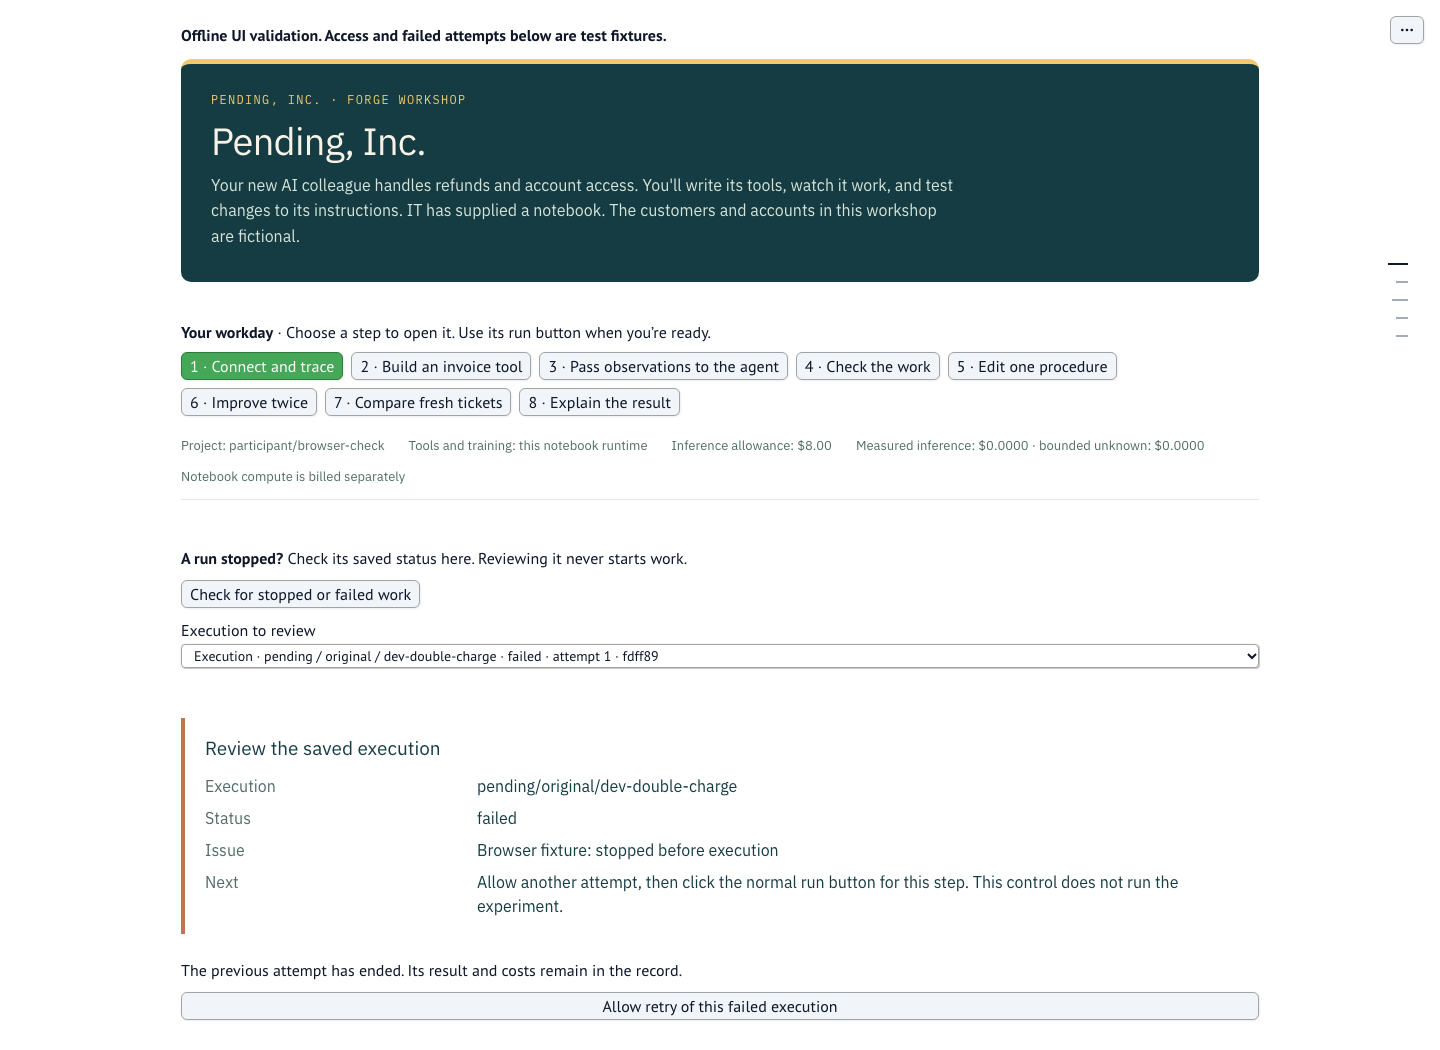 Offline UI validation. Access and failed attempts below are test fixtures.
...
PENDING, INC. · FORGE WORKSHOP
Pending, Inc.
Your new AI colleague handles refunds and account access. You'll write its tools, watch it work, and test
changes to its instructions. IT has supplied a notebook. The customers and accounts in this workshop
are fictional.
Your workday · Choose a step to open it. Use its run button when you’re ready.
1 · Connect and trace 2 · Build an invoice tool 3 · Pass observations to the agent 4 · Check the work 5 · Edit one procedure
6 · Improve twice 7 · Compare fresh tickets 8 · Explain the result
Project: participant/browser-check Tools and training: this notebook runtime Inference allowance: $8.00 Measured inference: $0.0000 · bounded unknown: $0.0000
Notebook compute is billed separately
A run stopped? Check its saved status here. Reviewing it never starts work.
Check for stopped or failed work
Execution to review
Execution · pending / original / dev-double-charge · failed · attempt 1 · fdff89
Review the saved execution
Execution pending/original/dev-double-charge
Status failed
Issue Browser fixture: stopped before execution
Next Allow another attempt, then click the normal run button for this step. This control does not run the
experiment.
The previous attempt has ended. Its result and costs remain in the record.
Allow retry of this failed execution